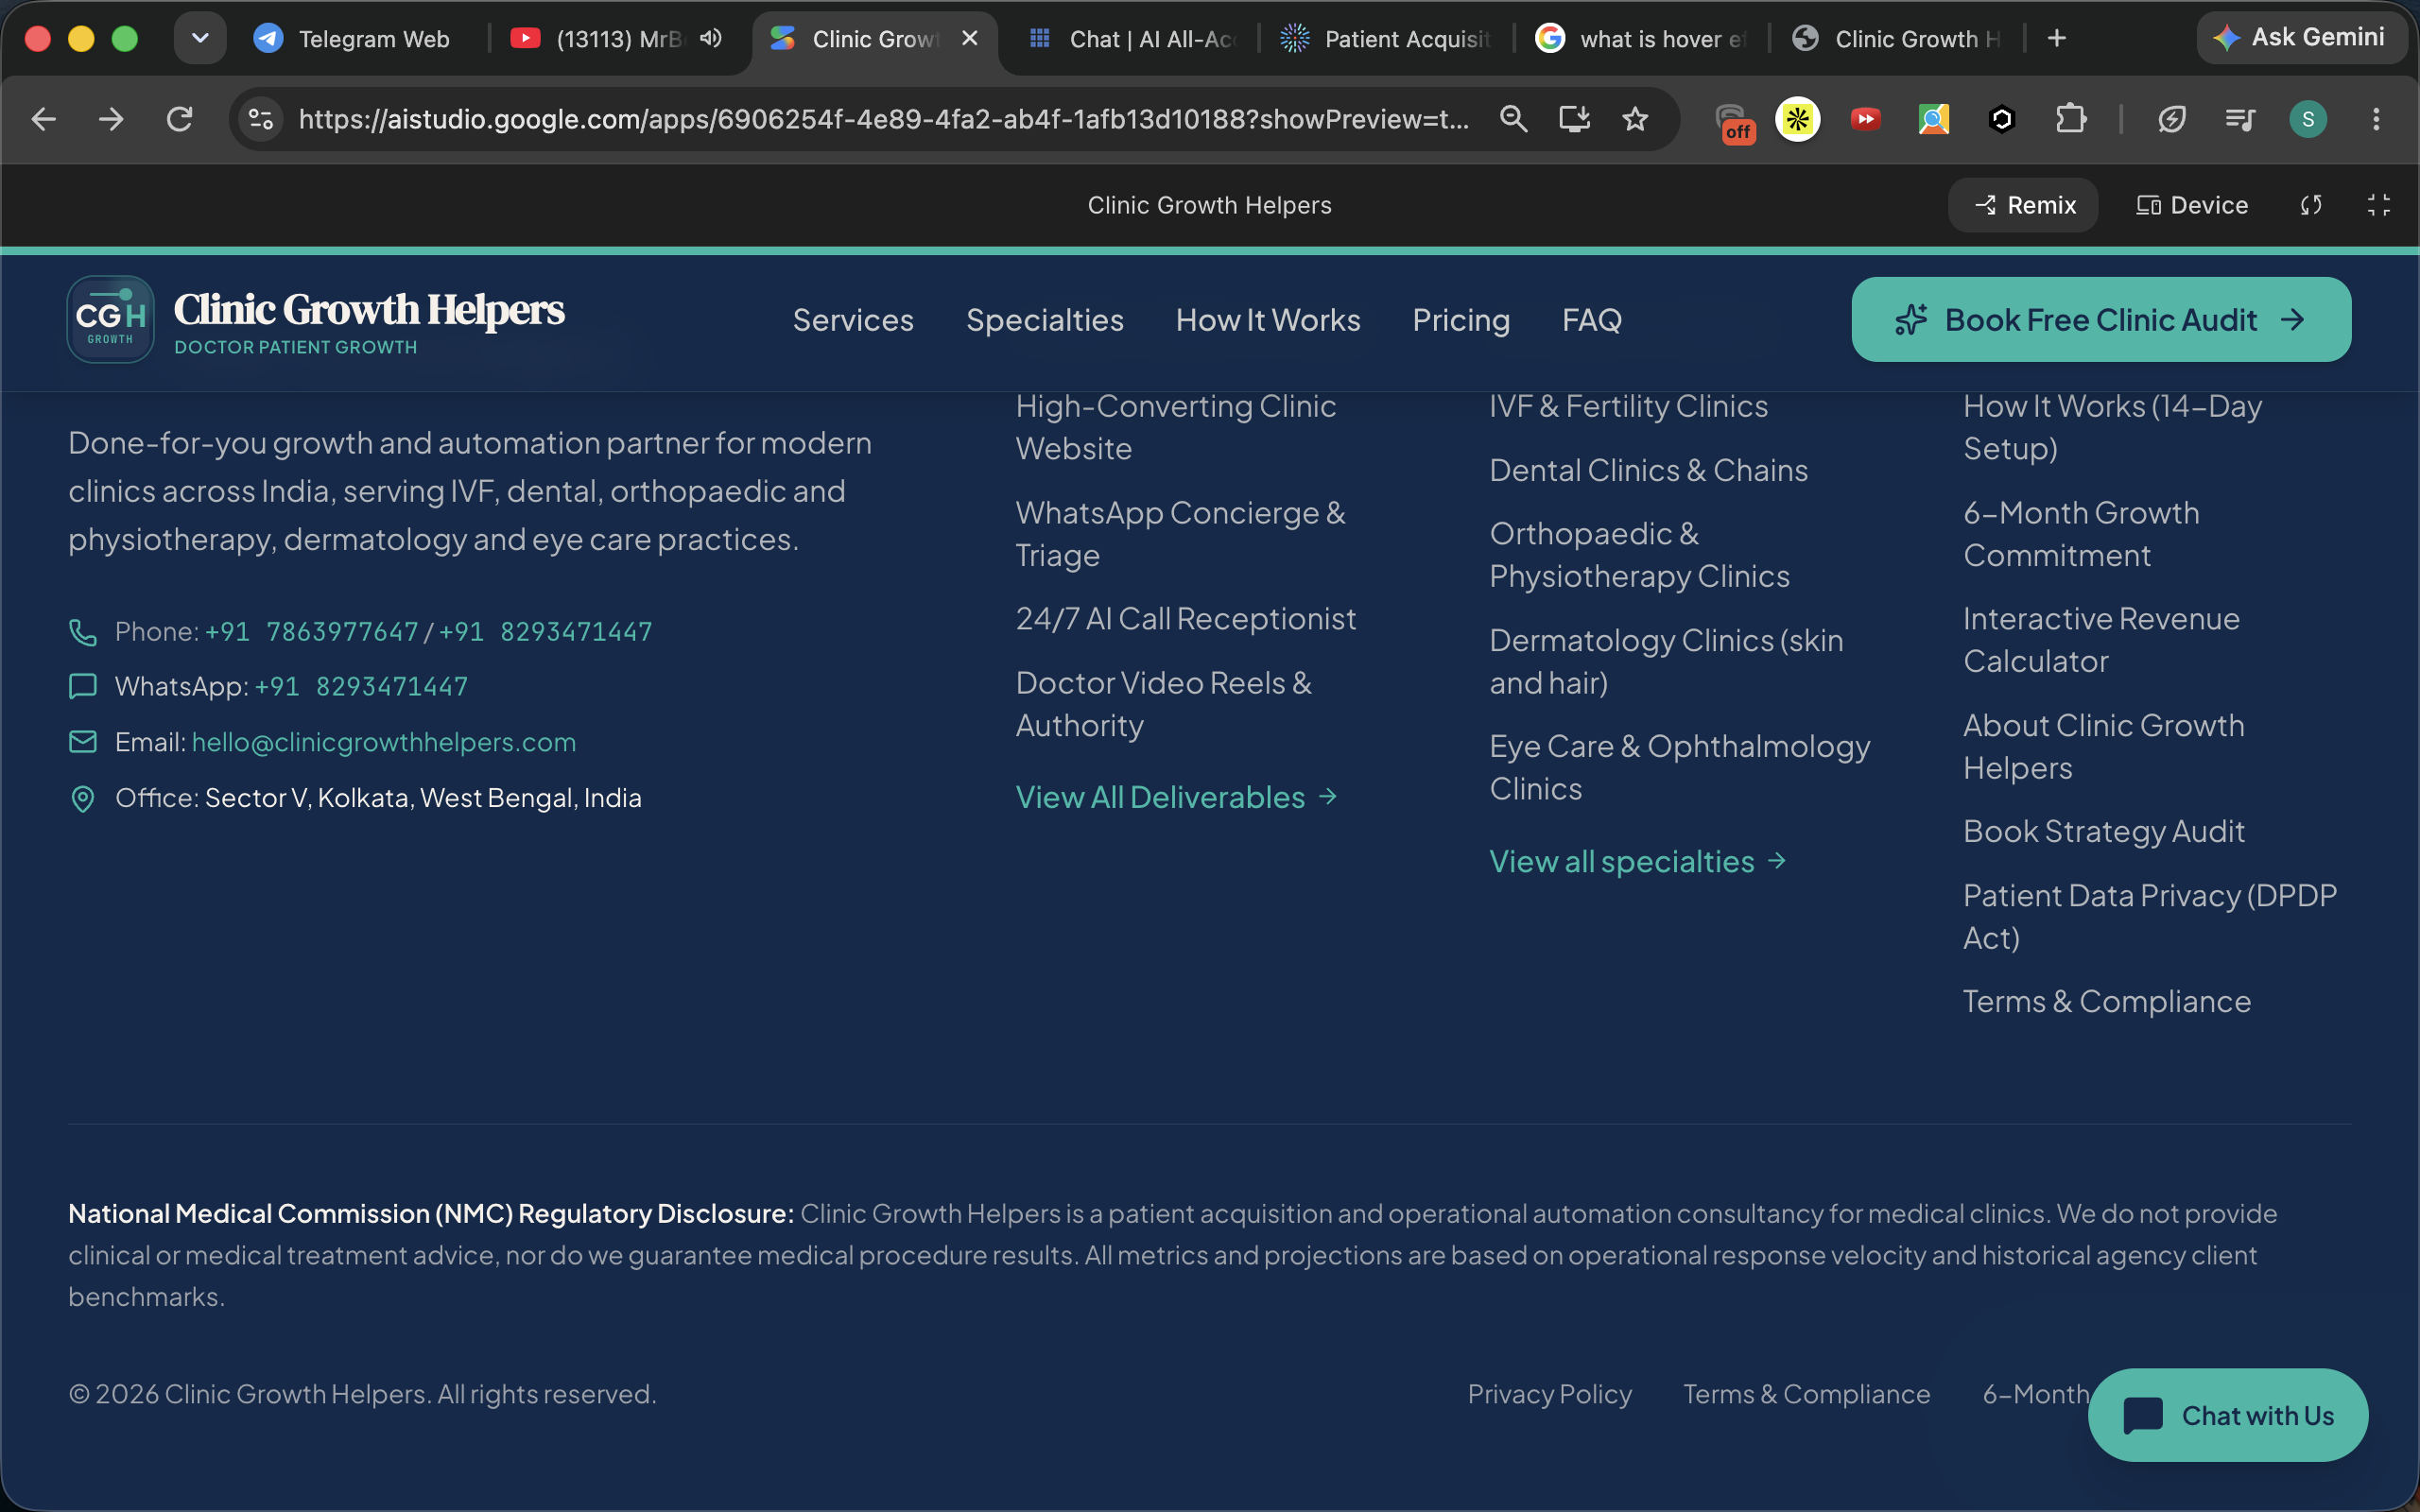 Telegram Web
(13113) MrB
Clinic Grow
Chat | AI All-Ac
Patient Acquisit
what is hover e
Clinic Growth H
Ask Gemini
https://aistudio.google.com/apps/6906254f-4e89-4fa2-ab4f-1afb13d10188?showPreview=t...
off
S
Clinic Growth Helpers
Remix
Device
CGH
GROWTH
Clinic Growth Helpers
DOCTOR PATIENT GROWTH
Services
Specialties
How It Works
Pricing
FAQ
Book Free Clinic Audit
Done-for-you growth and automation partner for modern
clinics across India, serving IVF, dental, orthopaedic and
physiotherapy, dermatology and eye care practices.
Phone: +91 7863977647 / +91 8293471447
WhatsApp: +91 8293471447
Email: hello@clinicgrowthhelpers.com
Office: Sector V, Kolkata, West Bengal, India
High-Converting Clinic
Website
WhatsApp Concierge &
Triage
24/7 AI Call Receptionist
Doctor Video Reels &
Authority
View All Deliverables →
IVF & Fertility Clinics
Dental Clinics & Chains
Orthopaedic &
Physiotherapy Clinics
Dermatology Clinics (skin
and hair)
Eye Care & Ophthalmology
Clinics
View all specialties →
How It Works (14-Day
Setup)
6-Month Growth
Commitment
Interactive Revenue
Calculator
About Clinic Growth
Helpers
Book Strategy Audit
Patient Data Privacy (DPDP
Act)
Terms & Compliance
National Medical Commission (NMC) Regulatory Disclosure: Clinic Growth Helpers is a patient acquisition and operational automation consultancy for medical clinics. We do not provide
clinical or medical treatment advice, nor do we guarantee medical procedure results. All metrics and projections are based on operational response velocity and historical agency client
benchmarks.
© 2026 Clinic Growth Helpers. All rights reserved.
Privacy Policy
Terms & Compliance
6-Month
Chat with Us